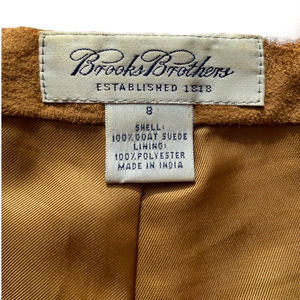 Brooks Brothers
ESTABLISHED 1818
8
SHELL:
100% GOAT SUEDE
LINING:
100% POLYESTER
MADE IN INDIA